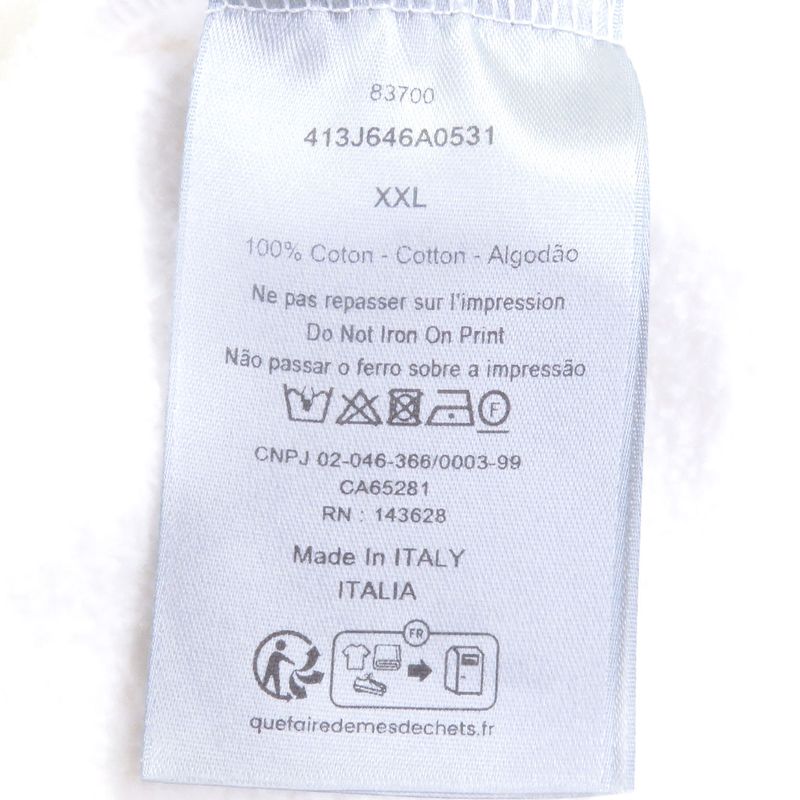 83700
413J646A0531
XXL
100% Coton - Cotton - Algodão
Ne pas repasser sur l'impression
Do Not Iron On Print
Não passar o ferro sobre a impressão
F
CNPJ 02-046-366/0003-99
CA65281
RN : 143628
Made In ITALY
ITALIA
FR
quefairedemesdechets.fr